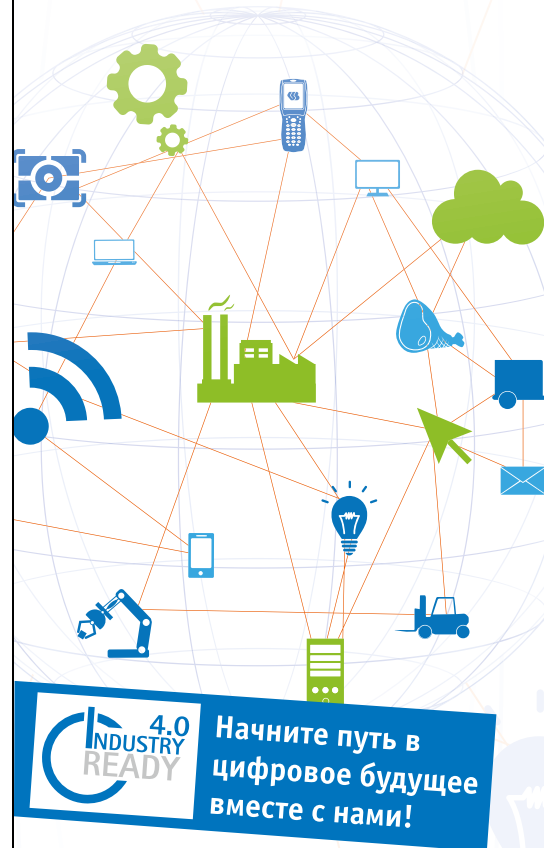 4.0
INDUSTRY
READY
Начните путь в
цифровое будущее
вместе с нами!